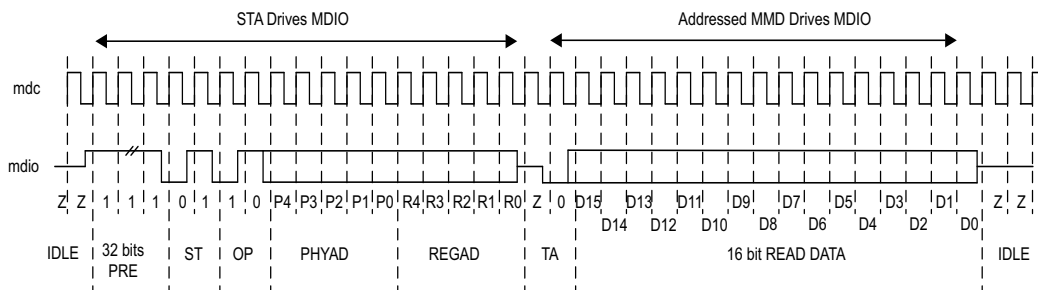 STA Drives MDIO Addressed MMD Drives MDIO
mdc
mdio
Z Z 1 1 1 0 1 1 0 P4 P3 P2 P1 P0 R4 R3 R2 R1 R0 Z 0 D15 D13 D11 D9 D7 D5 D3 D1 Z Z
D14 D12 D10 D8 D6 D4 D2 D0
IDLE 32 bits PRE ST OP PHYAD REGAD TA 16 bit READ DATA IDLE